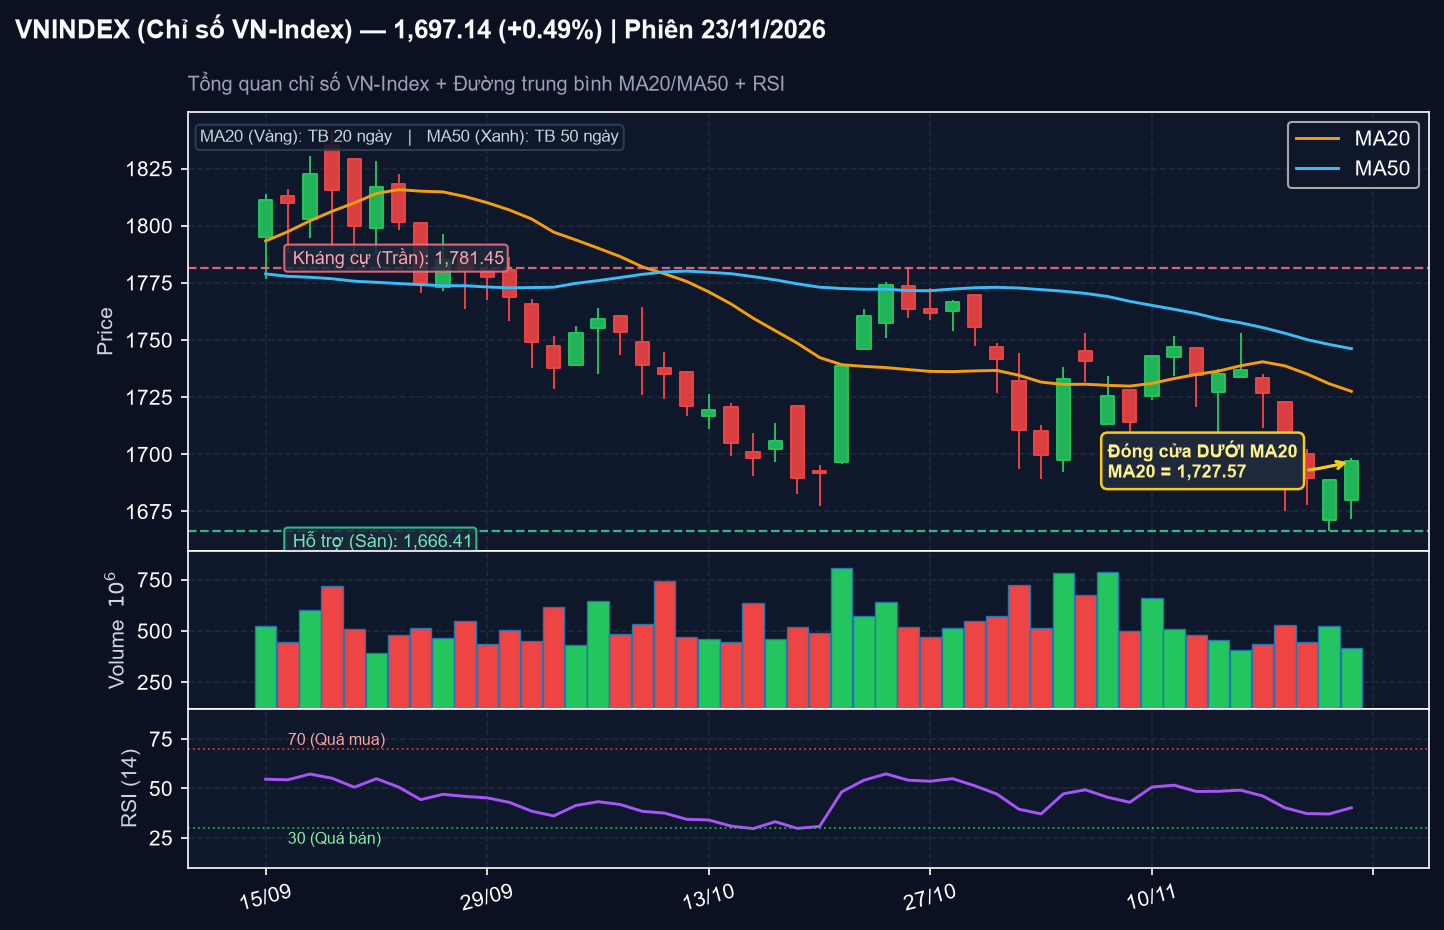 VNINDEX (Chỉ số VN-Index) — 1,697.14 (+0.49%) | Phiên 23/11/2026
Tổng quan chỉ số VN-Index + Đường trung bình MA20/MA50 + RSI
MA20 (Vàng): TB 20 ngày | MA50 (Xanh): TB 50 ngày
MA20
MA50
Price
1825
1800
1775
1750
1725
1700
1675
Kháng cự (Trần): 1,781.45
Đóng cửa DƯỚI MA20
MA20 = 1,727.57
Hỗ trợ (Sàn): 1,666.41
Volume 10⁶
750
500
250
RSI (14)
75
50
25
70 (Quá mua)
30 (Quá bán)
15/09
29/09
13/10
27/10
10/11